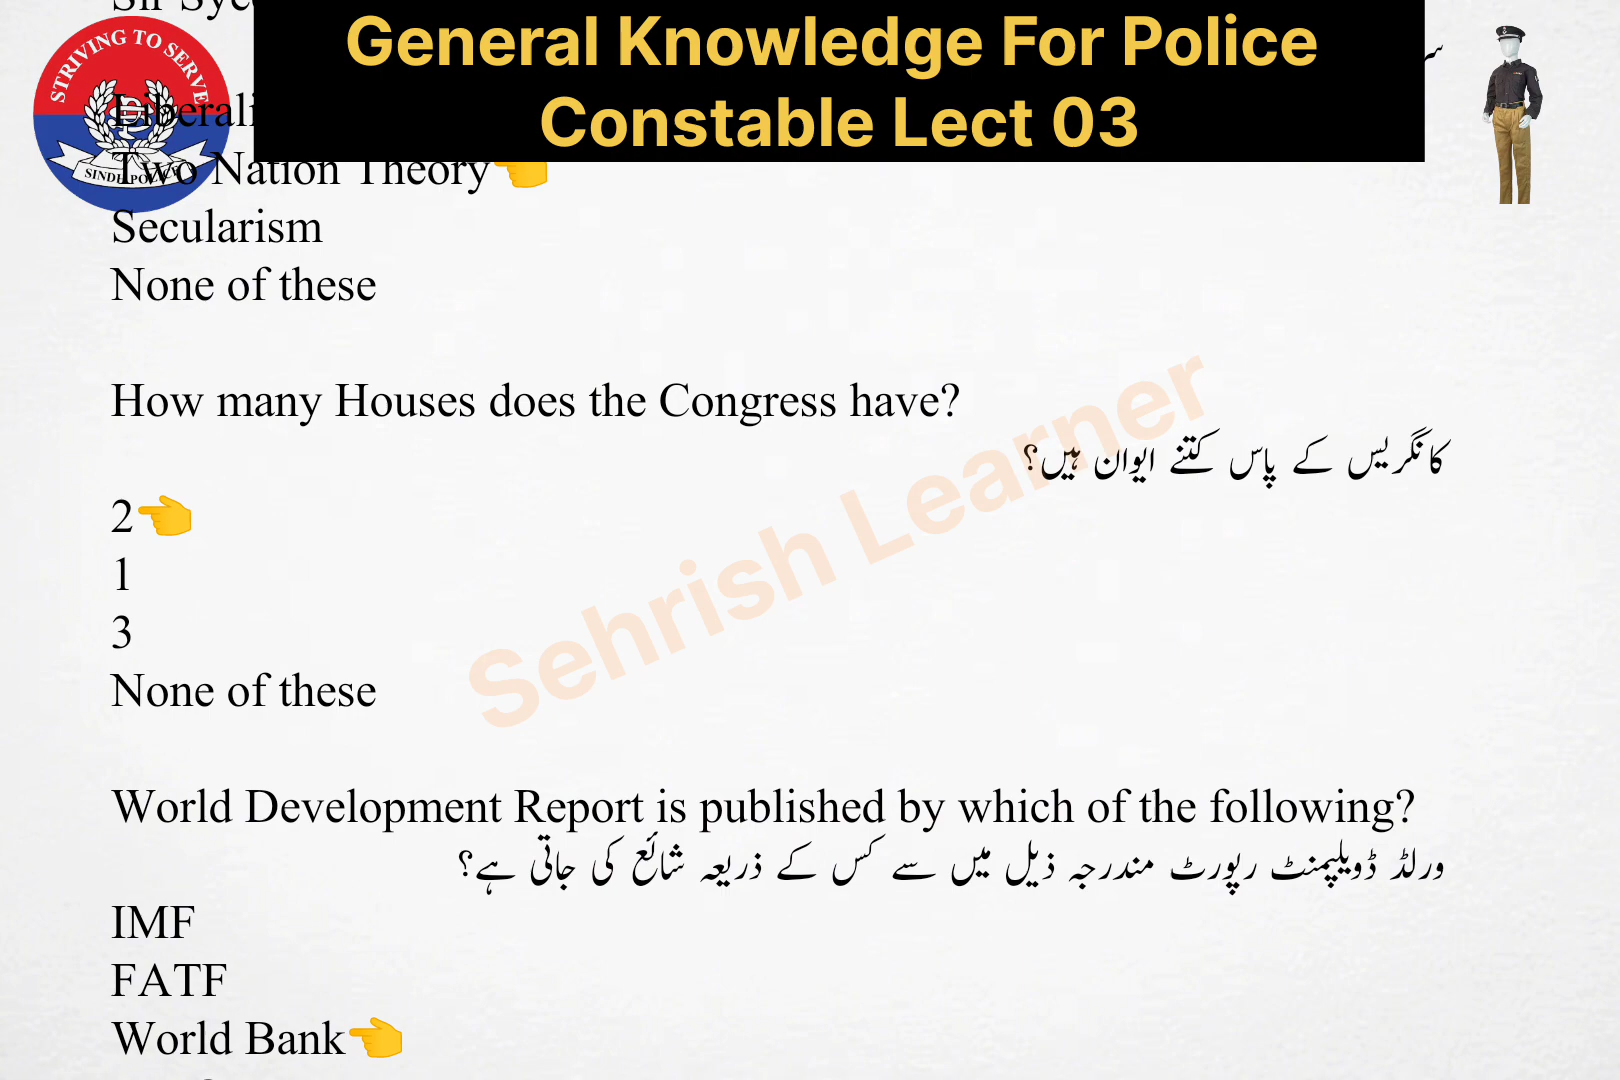 General Knowledge For Police
Constable Lect 03
STRIVING TO SERVE
SINDH POLICE
Two Nation Theory👈
Secularism
None of these
How many Houses does the Congress have?
کانگریس کے پاس کتنے ایوان ہیں؟
2👈
1
3
None of these
World Development Report is published by which of the following?
ورلڈ ڈویلپمنٹ رپورٹ مندرجہ ذیل میں سے کس کے ذریعہ شائع کی جاتی ہے؟
IMF
FATF
World Bank👈
Sehrish Learner